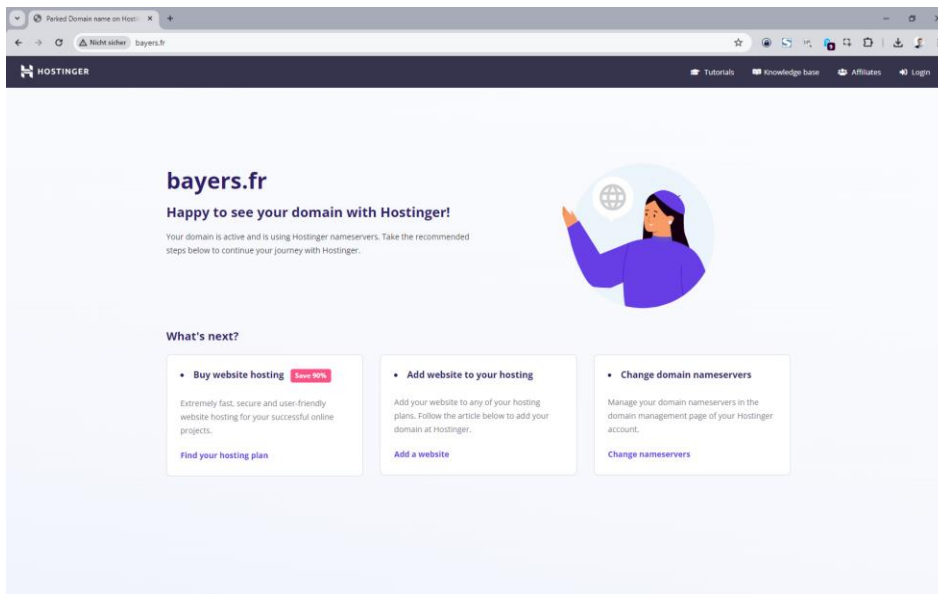 Parked Domain name on Hosti
Nicht sicher bayers.fr
HOSTINGER
Tutorials Knowledge base Affiliates Login
bayers.fr
Happy to see your domain with Hostinger!
Your domain is active and is using Hostinger nameservers. Take the recommended
steps below to continue your journey with Hostinger.
What's next?
Buy website hosting Save 90%
Extremely fast, secure and user-friendly
website hosting for your successful online
projects.
Find your hosting plan
Add website to your hosting
Add your website to any of your hosting
plans. Follow the article below to add your
domain at Hostinger.
Add a website
Change domain nameservers
Manage your domain nameservers in the
domain management page of your Hostinger
account.
Change nameservers